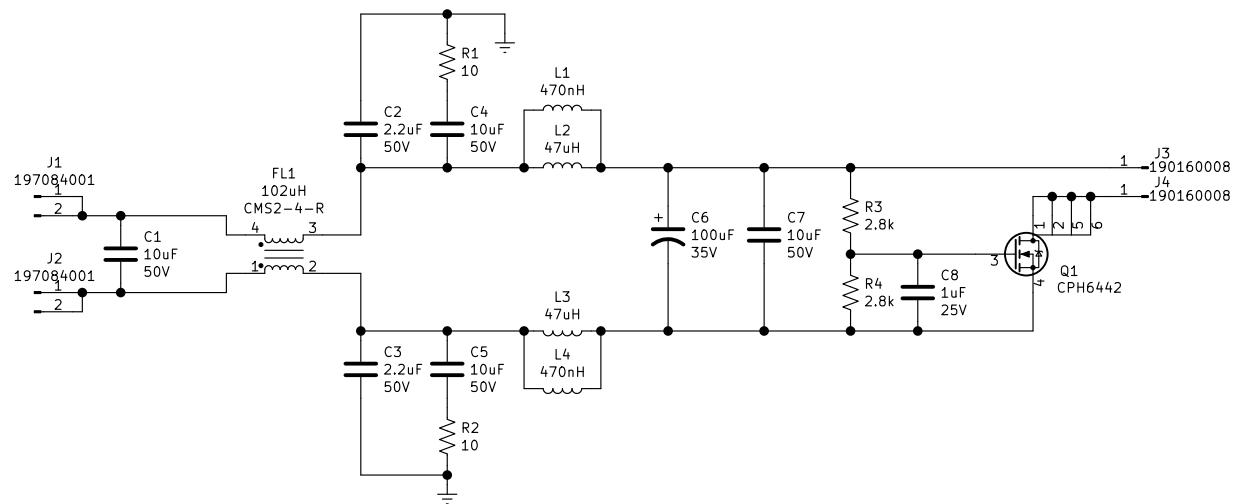 R1
10
L1
470nH
C2
2.2uF
50V
C4
10uF
50V
L2
47uH
J1
197084001
1
2
FL1
102uH
CMS2-4-R
4
3
1
2
C1
10uF
50V
J2
197084001
1
2
1
J3
190160008
J4
1
190160008
R3
2.8k
1
2
5
6
+
C6
100uF
35V
C7
10uF
50V
3
Q1
CPH6442
4
R4
2.8k
C8
1uF
25V
L3
47uH
L4
470nH
C3
2.2uF
50V
C5
10uF
50V
R2
10